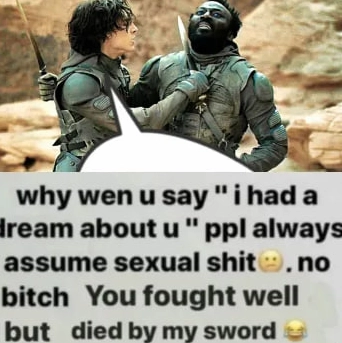 why wen u say " i had a
dream about u " ppl always
assume sexual shit😕. no
bitch You fought well
but died by my sword 😂